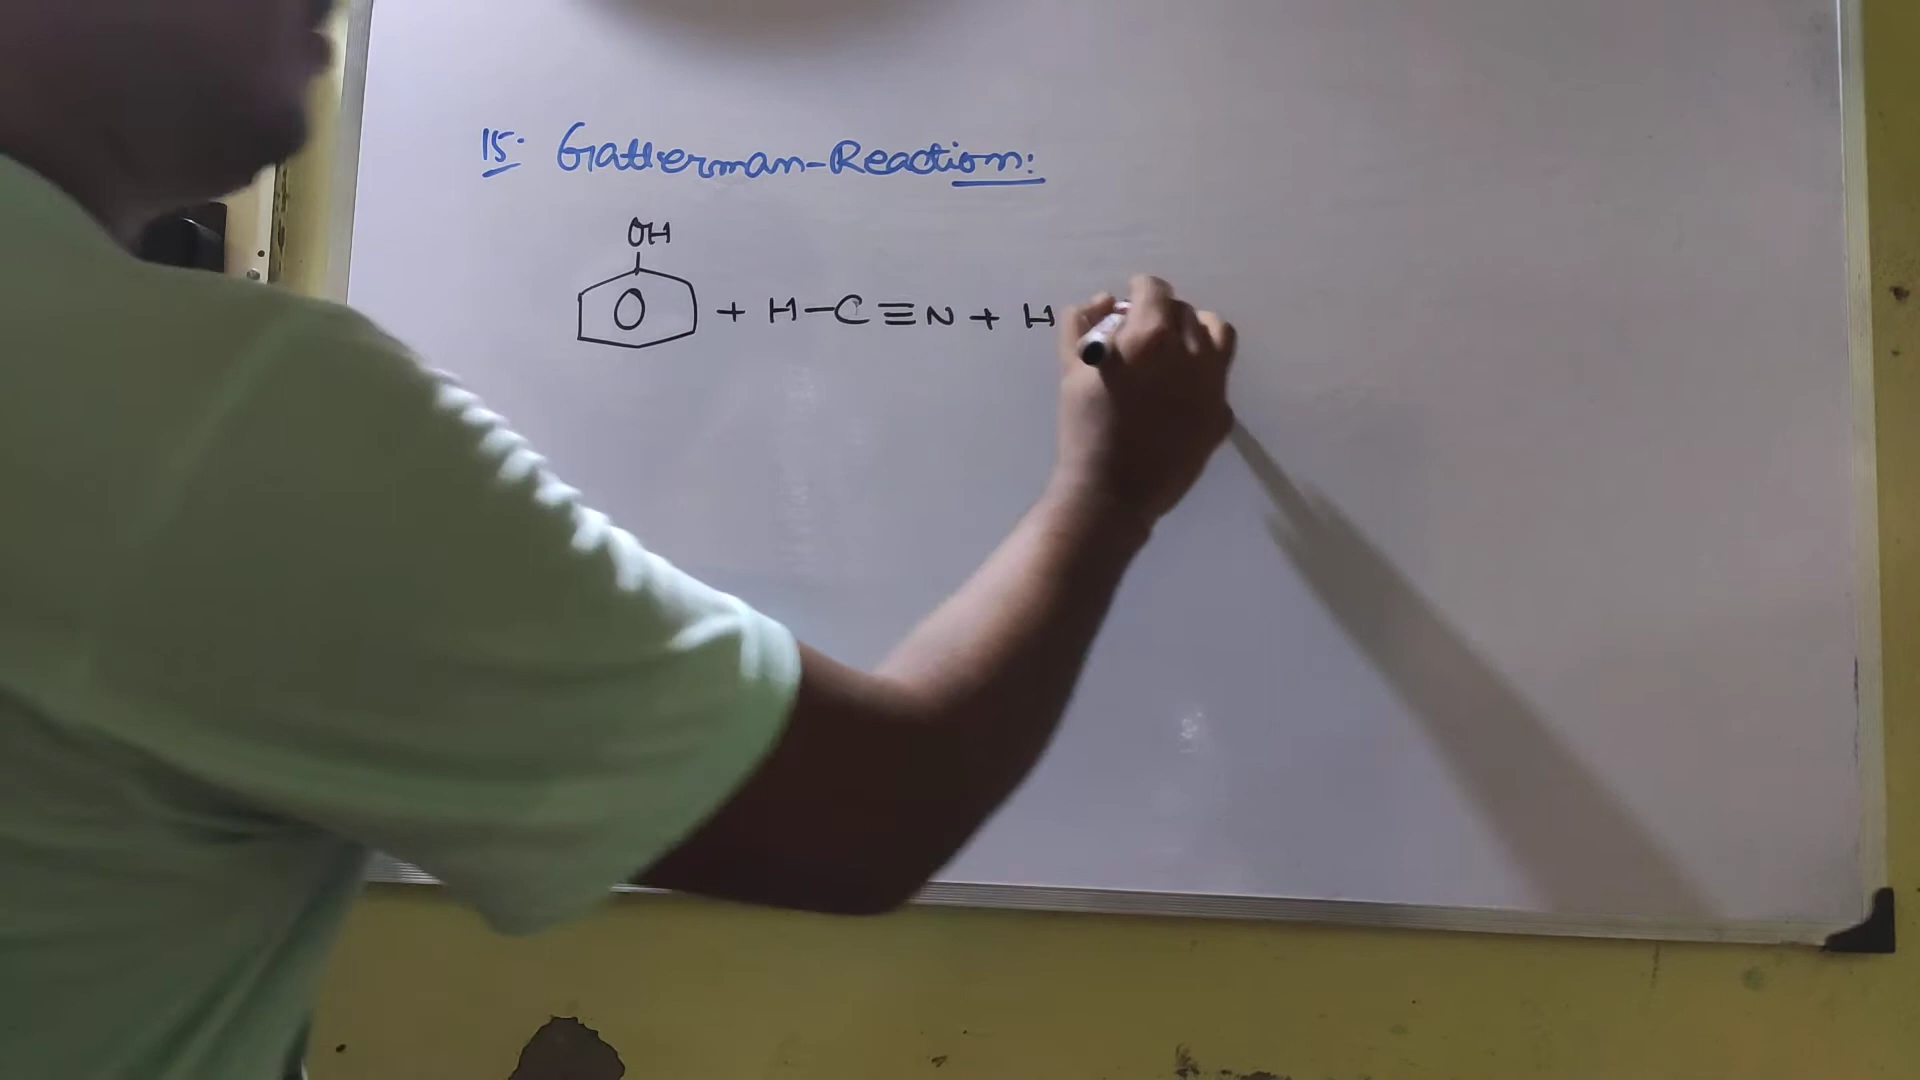 15. Gatterman-Reaction:
OH
+ H-C≡N + H